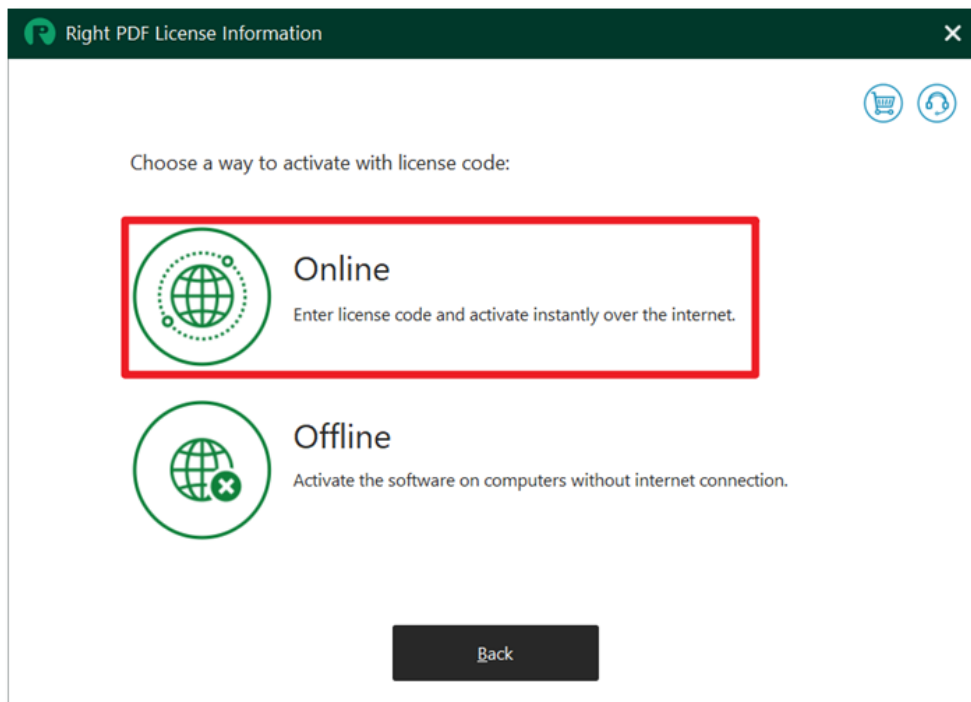 Right PDF License Information
Choose a way to activate with license code:
Online
Enter license code and activate instantly over the internet.
Offline
Activate the software on computers without internet connection.
Back